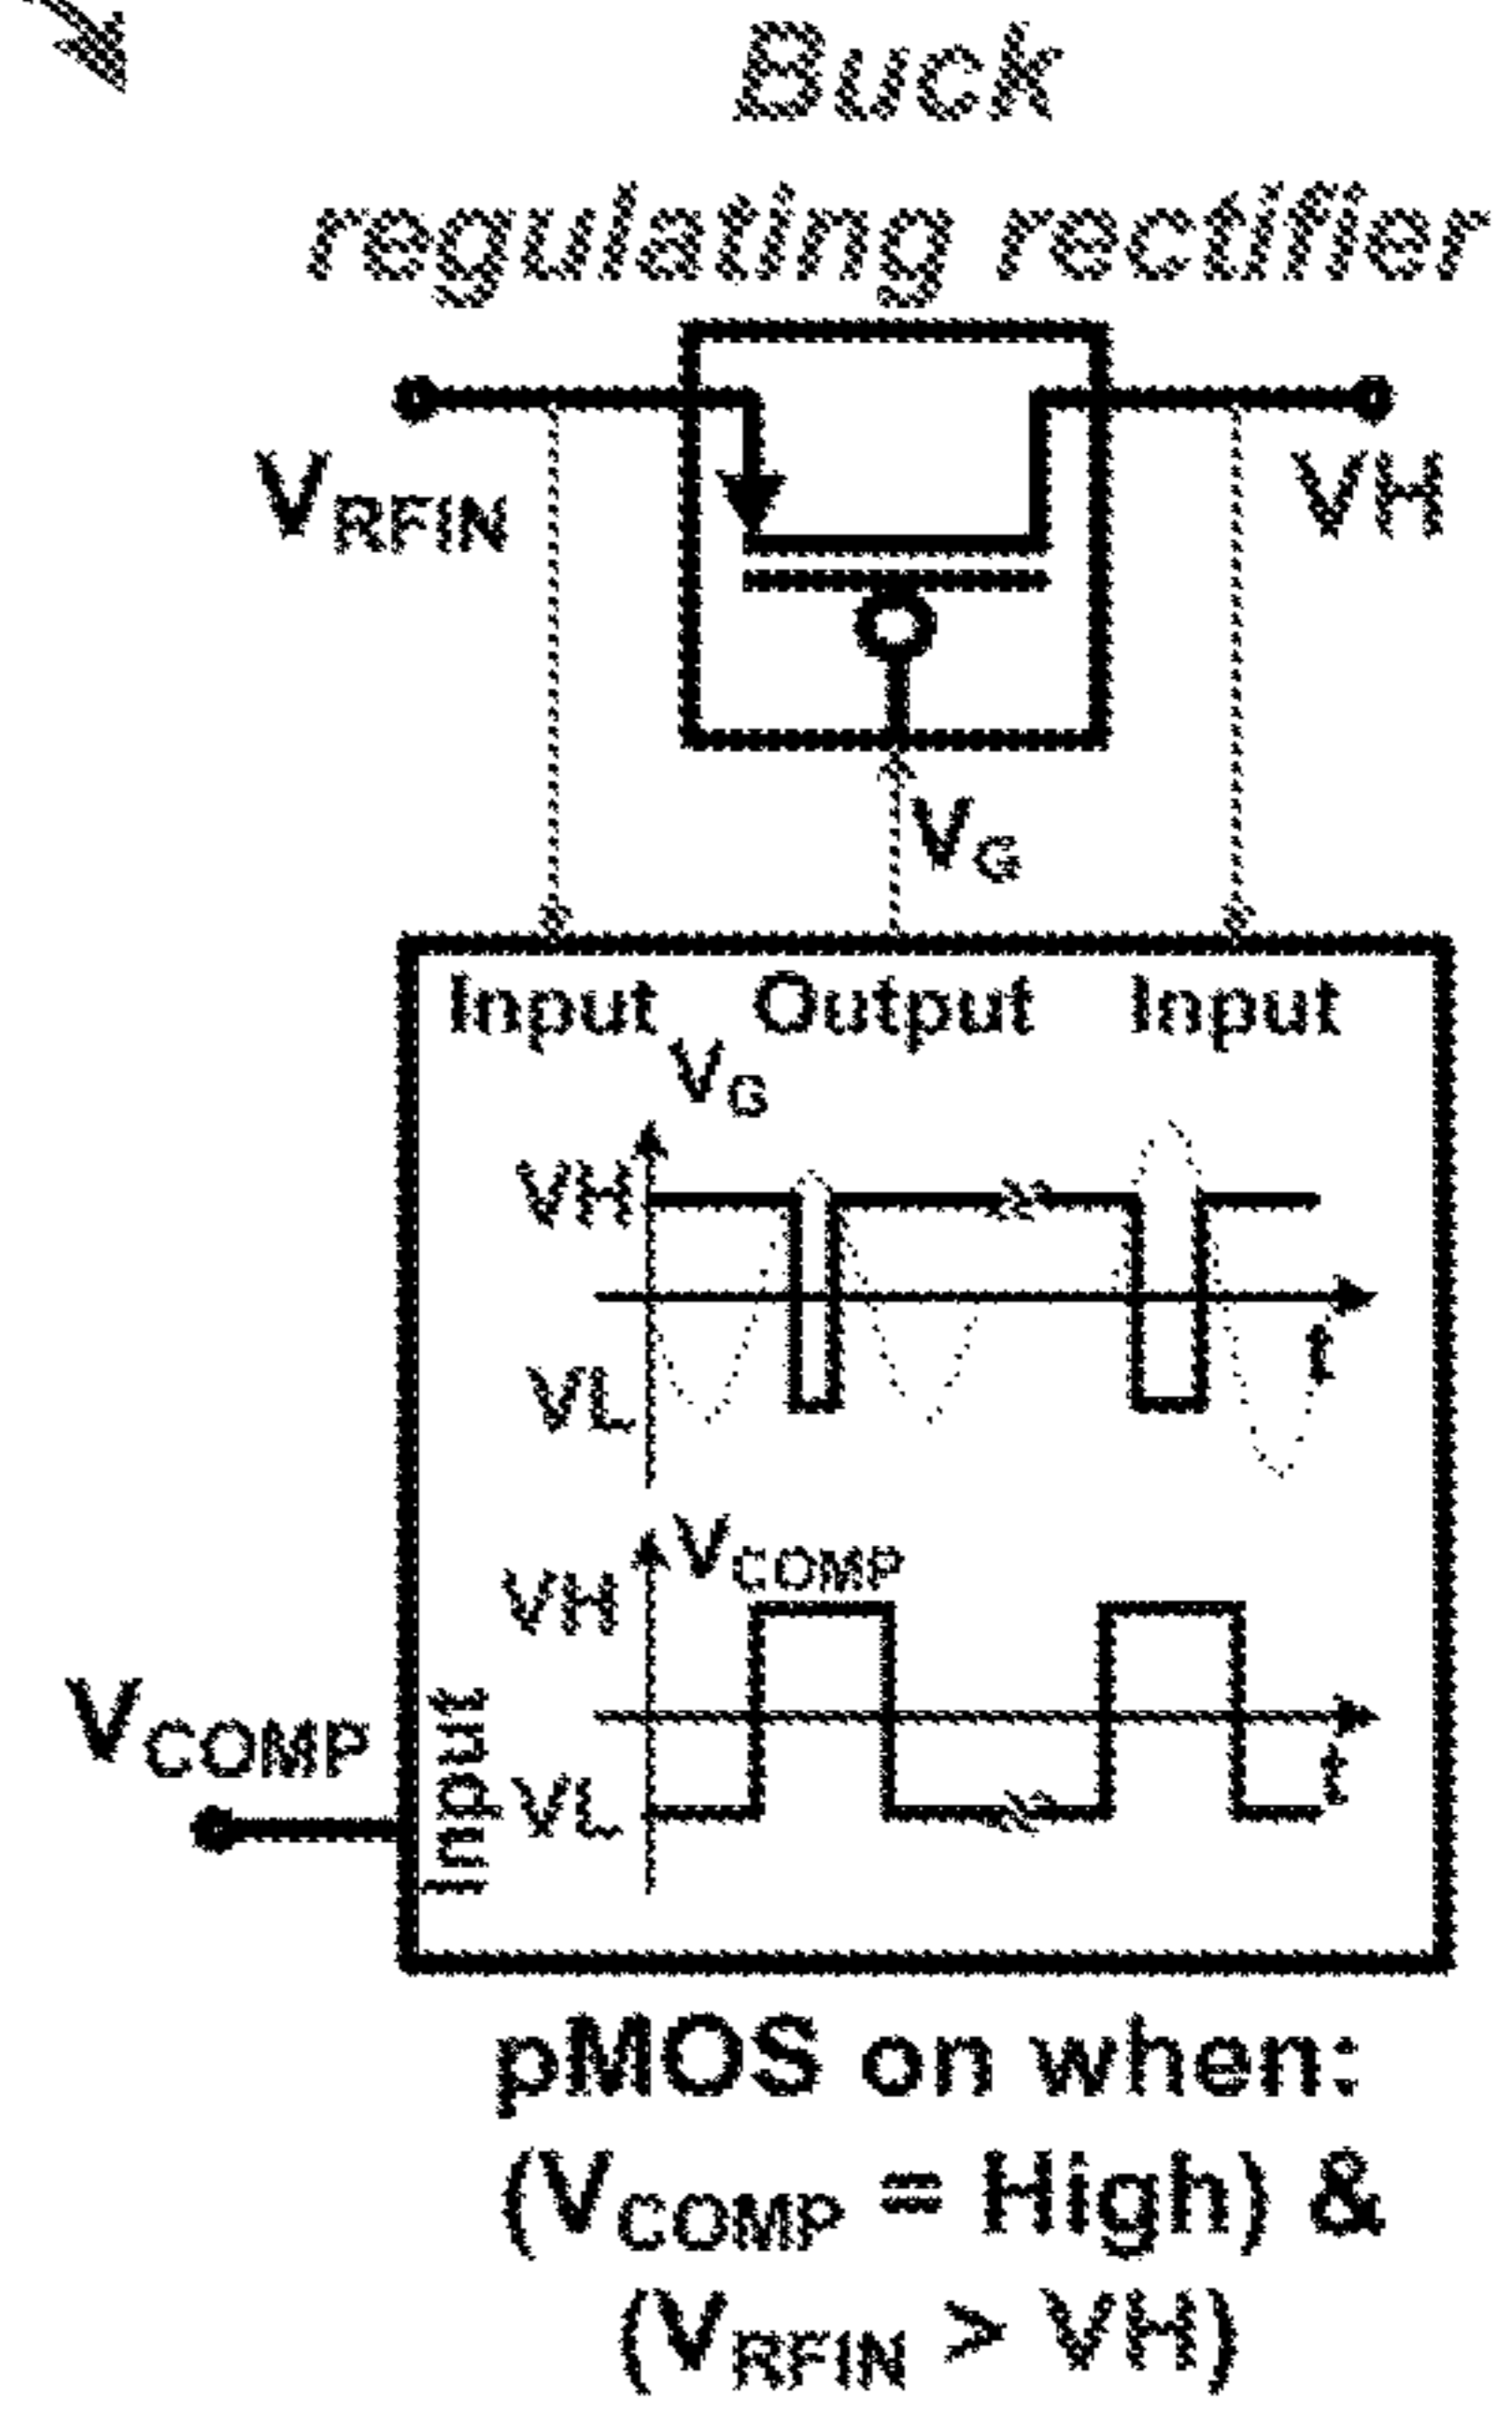 Buck
regulating rectifier
VRFIN
VH
VG
Input Output Input
VG
VH
VL
t
VCOMP
VH
VL
t
Input
VCOMP
pMOS on when:
(VCOMP = High) &
(VRFIN > VH)